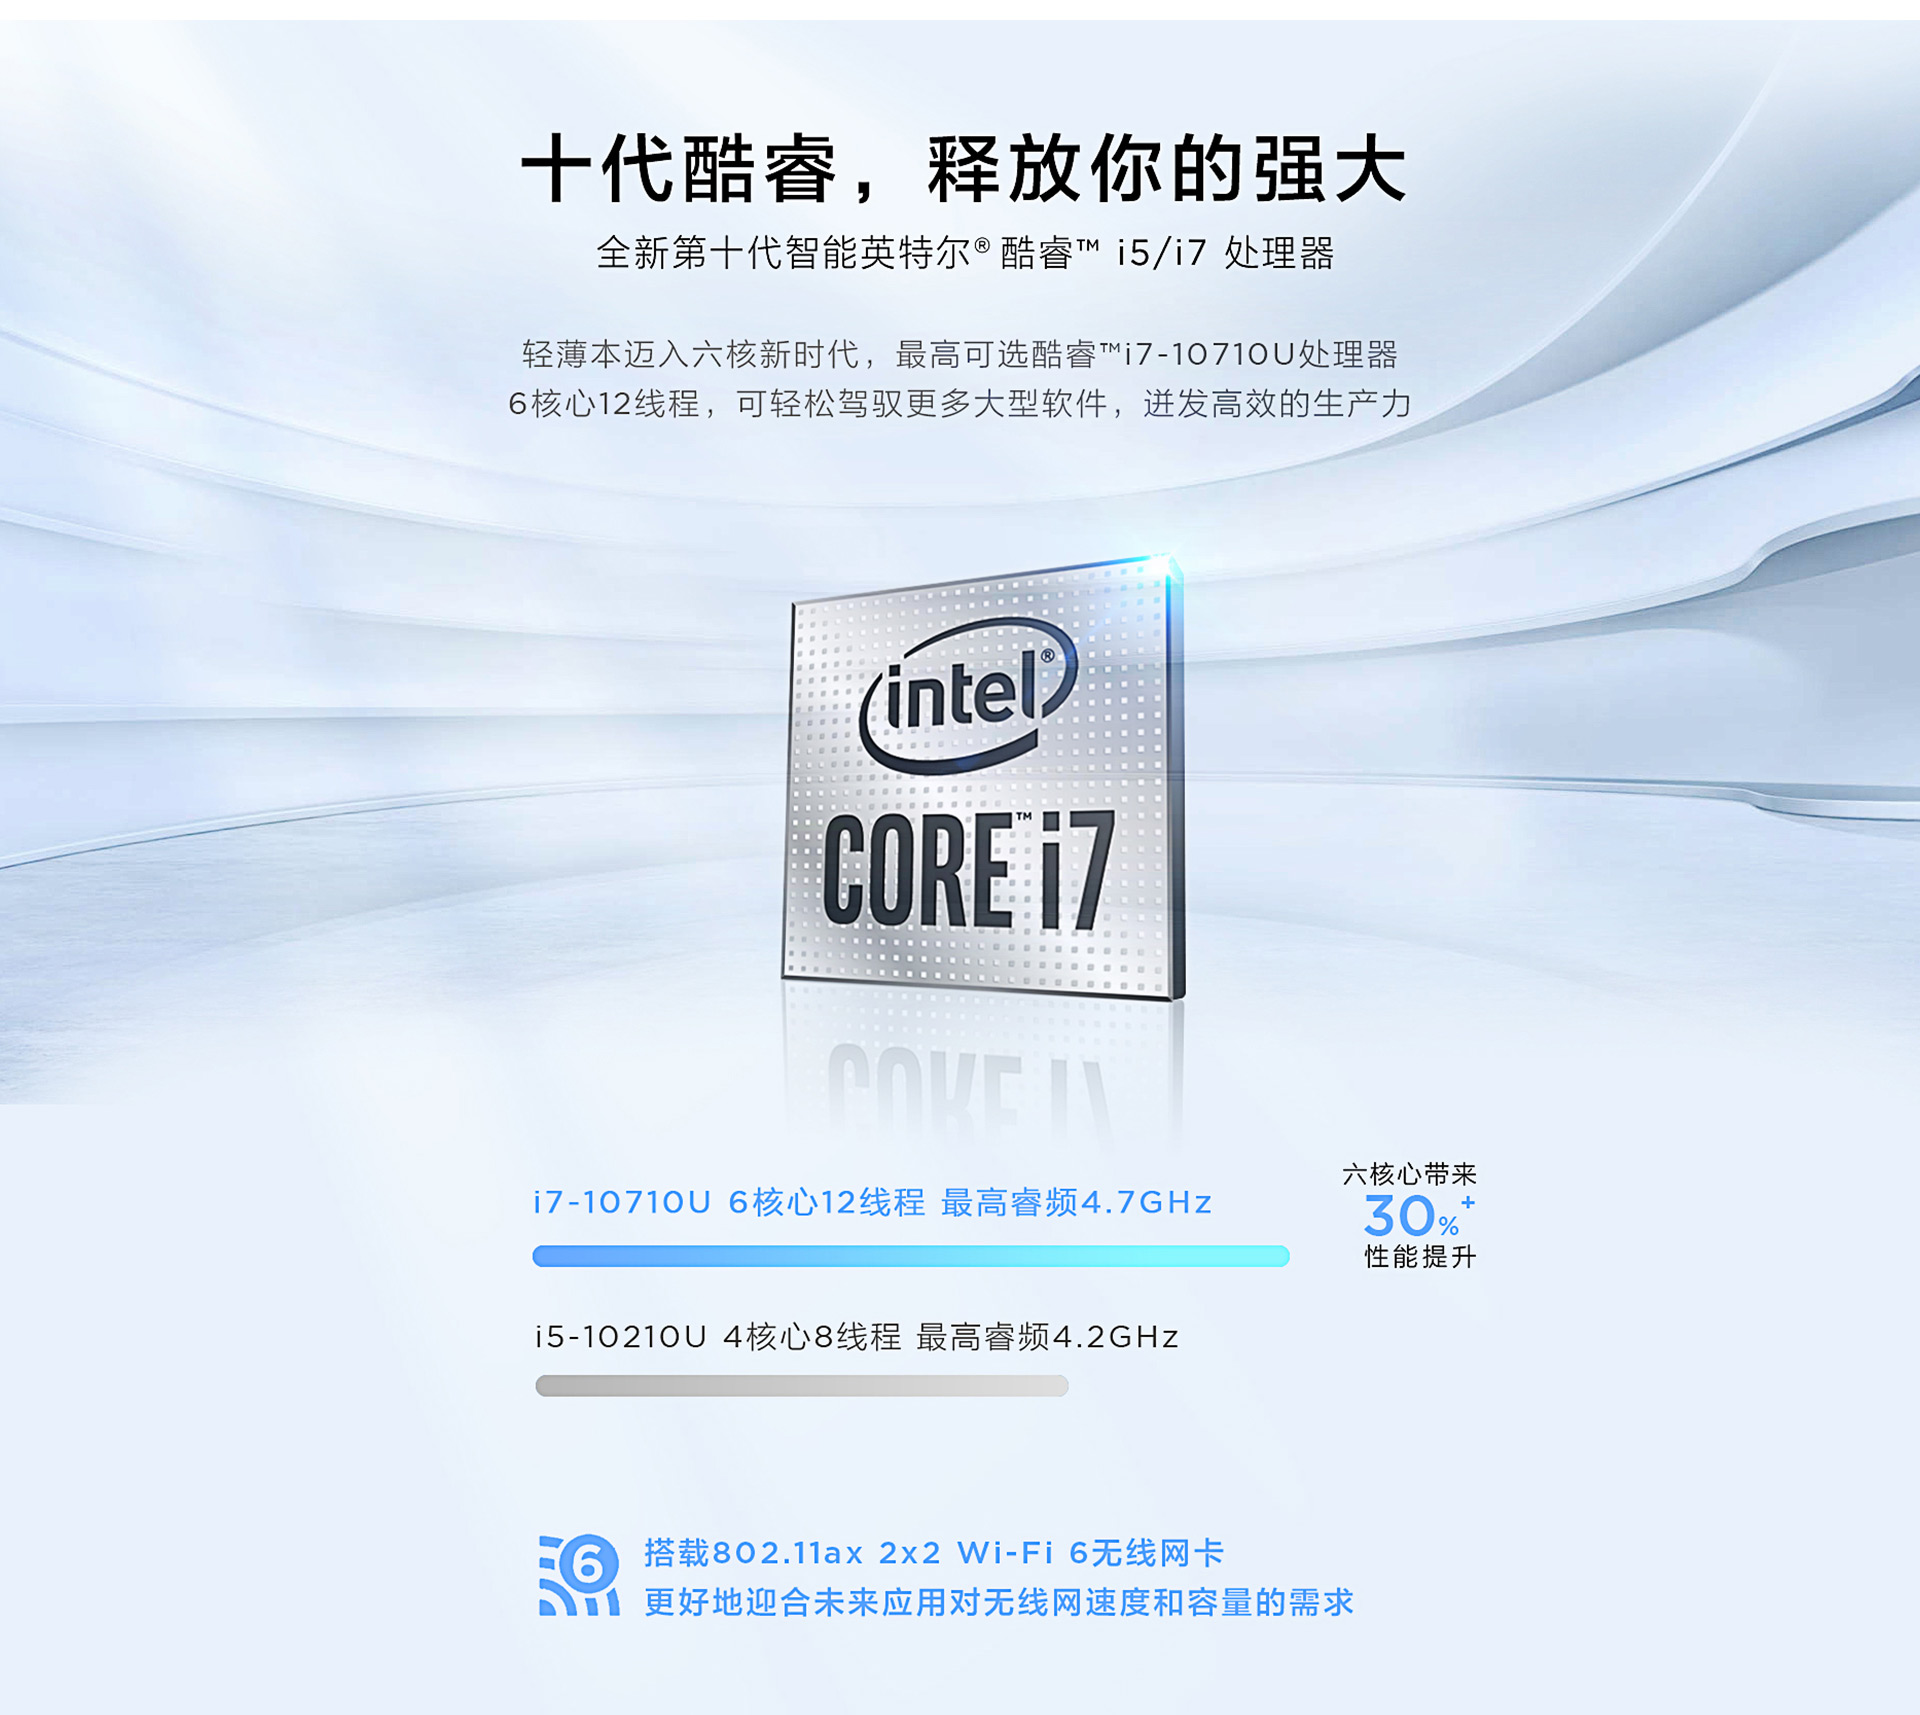 十代酷睿，释放你的强大
全新第十代智能英特尔® 酷睿™ i5/i7 处理器
轻薄本迈入六核新时代，最高可选酷睿™i7-10710U处理器
6核心12线程，可轻松驾驭更多大型软件，迸发高效的生产力
intel®
CORE™ i7
六核心带来
i7-10710U 6核心12线程 最高睿频4.7GHz
30%+
性能提升
i5-10210U 4核心8线程 最高睿频4.2GHz
6
搭载802.11ax 2x2 Wi-Fi 6无线网卡
更好地迎合未来应用对无线网速度和容量的需求